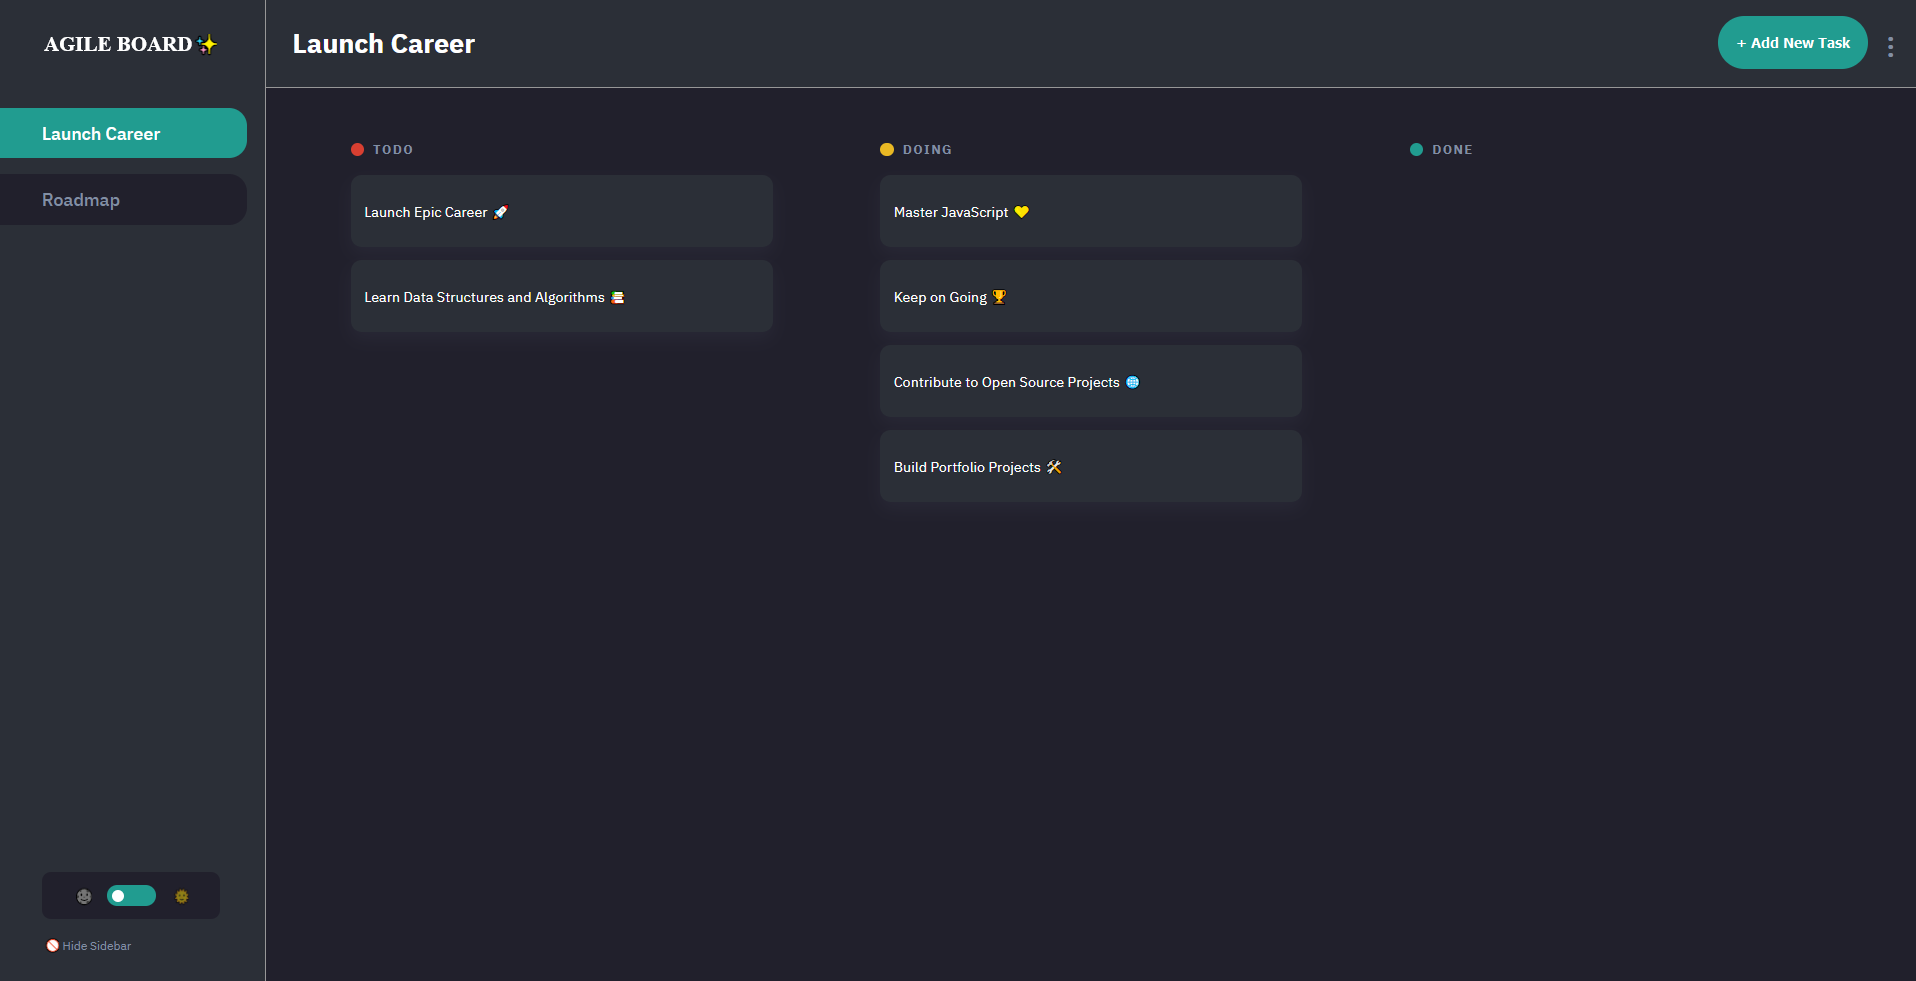 AGILE BOARD✨
Launch Career
Roadmap
🚫 Hide Sidebar
Launch Career
+ Add New Task
TODO
Launch Epic Career 🚀
Learn Data Structures and Algorithms 📚
DOING
Master JavaScript 💛
Keep on Going 🏆
Contribute to Open Source Projects 🌐
Build Portfolio Projects 🛠️
DONE